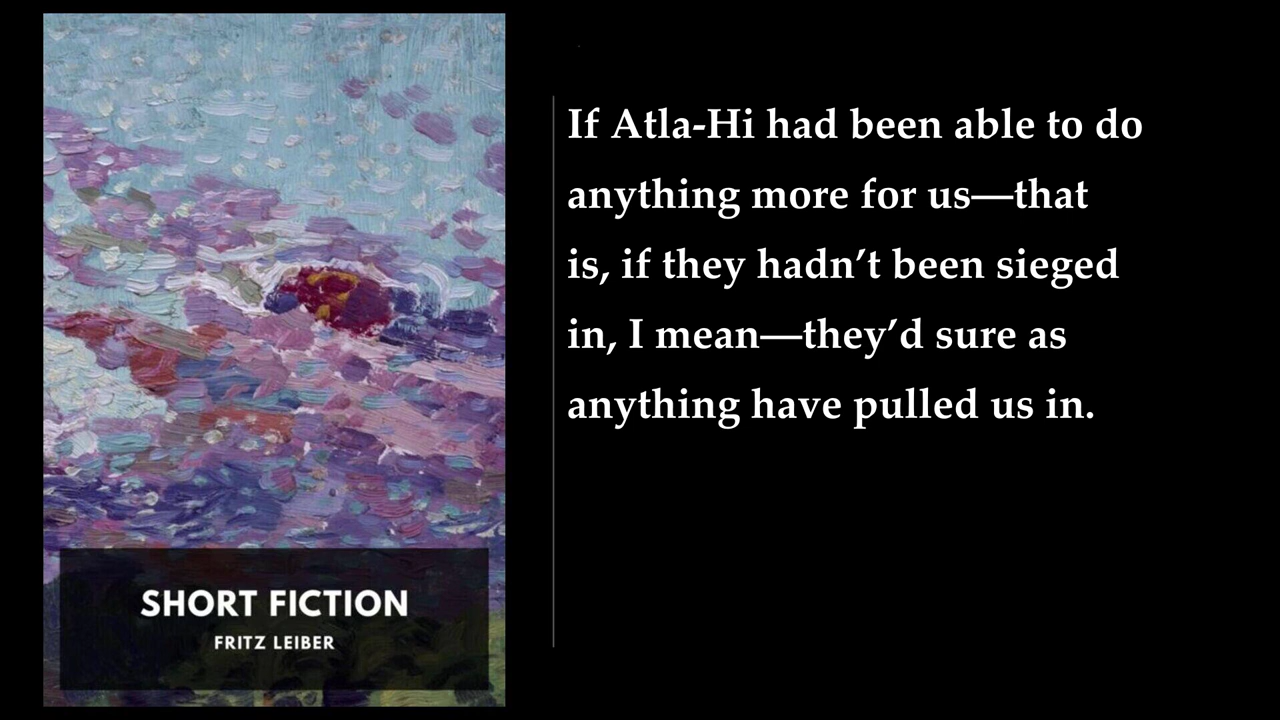 If Atla-Hi had been able to do
anything more for us—that
is, if they hadn’t been sieged
in, I mean—they’d sure as
anything have pulled us in.
SHORT FICTION
FRITZ LEIBER